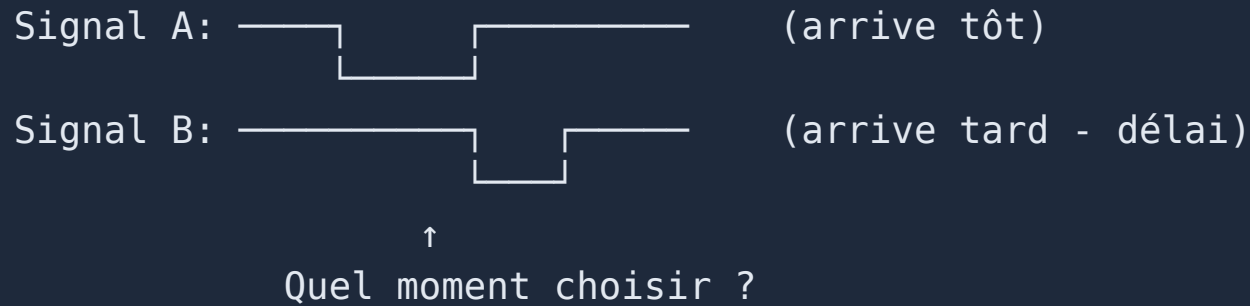 Signal A: (arrive tôt)
Signal B: (arrive tard - délai)
↑
Quel moment choisir ?